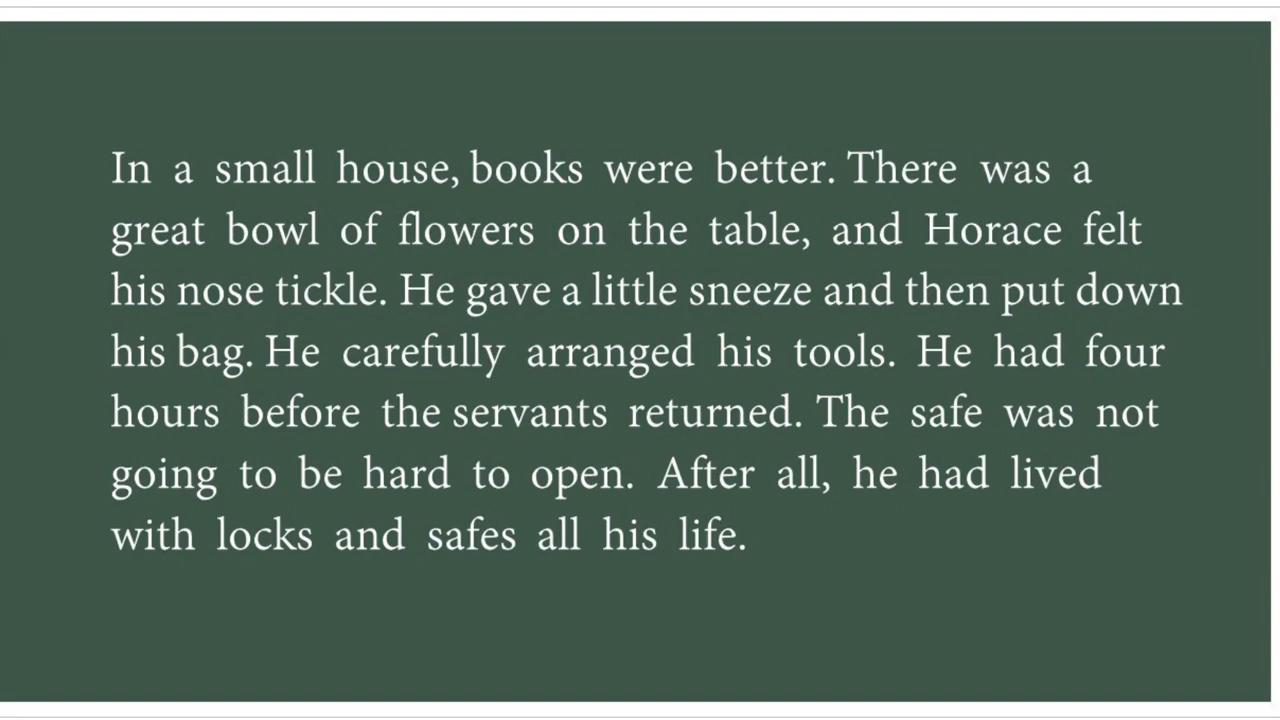 In a small house, books were better. There was a
great bowl of flowers on the table, and Horace felt
his nose tickle. He gave a little sneeze and then put down
his bag. He carefully arranged his tools. He had four
hours before the servants returned. The safe was not
going to be hard to open. After all, he had lived
with locks and safes all his life.